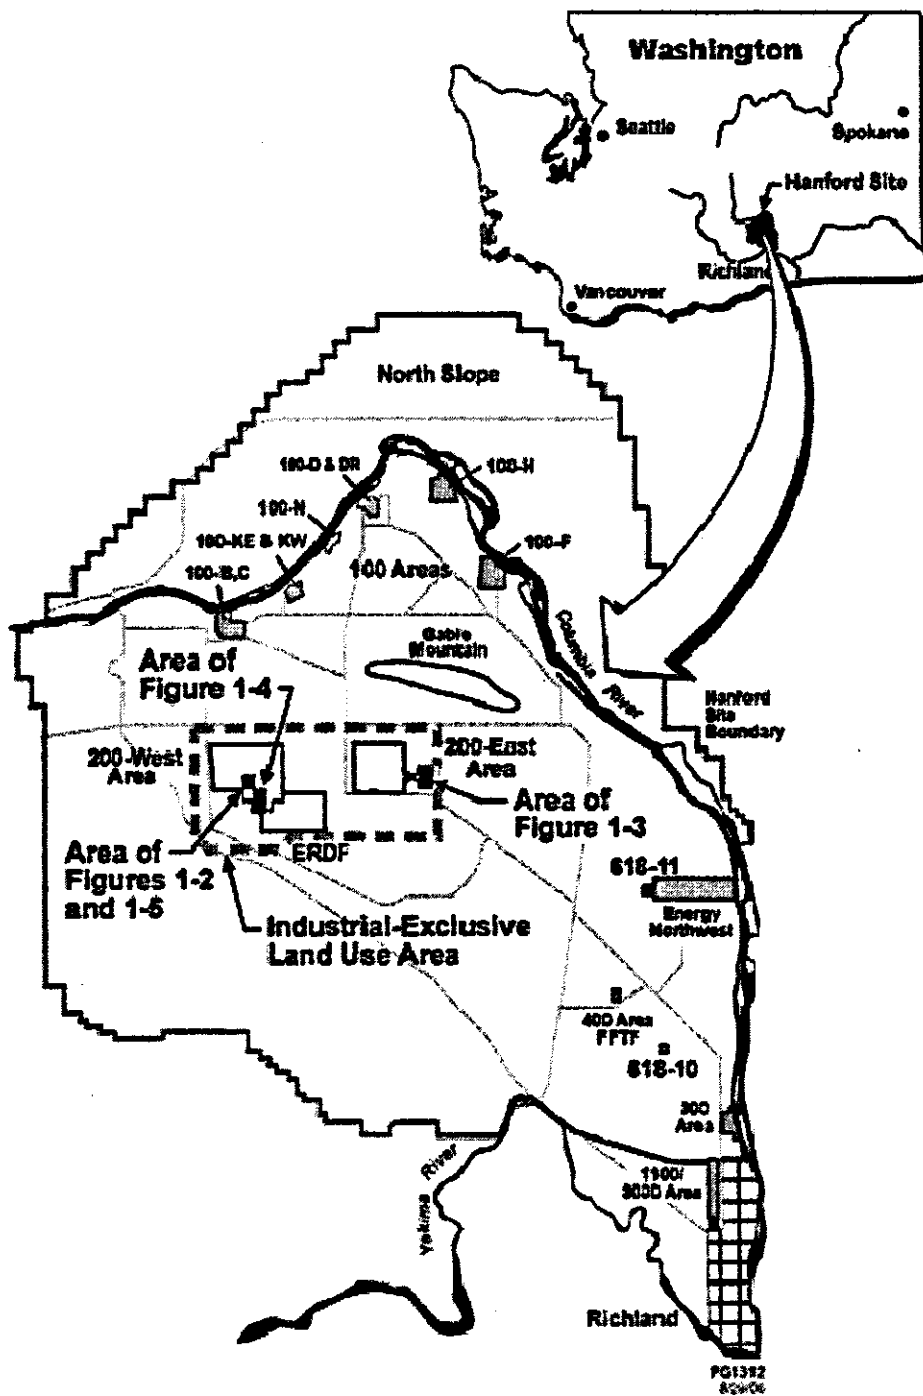 Washington
Seattle
Spokane
Hanford Site
Richland
Vancouver
North Slope
100-D & DR
100-H
100-N
100-KE & KW
100-F
100-B,C
100 Areas
Gable
Mountain
Columbia River
Area of
Figure 1-4
Hanford
Site
Boundary
200-West
Area
200-East
Area
Area of
Figure 1-3
Area of
Figures 1-2
and 1-5
ERDF
618-11
Energy
Northwest
Industrial-Exclusive
Land Use Area
400 Area
FFTF
618-10
300
Area
Yakima River
1100/
3000 Area
Richland